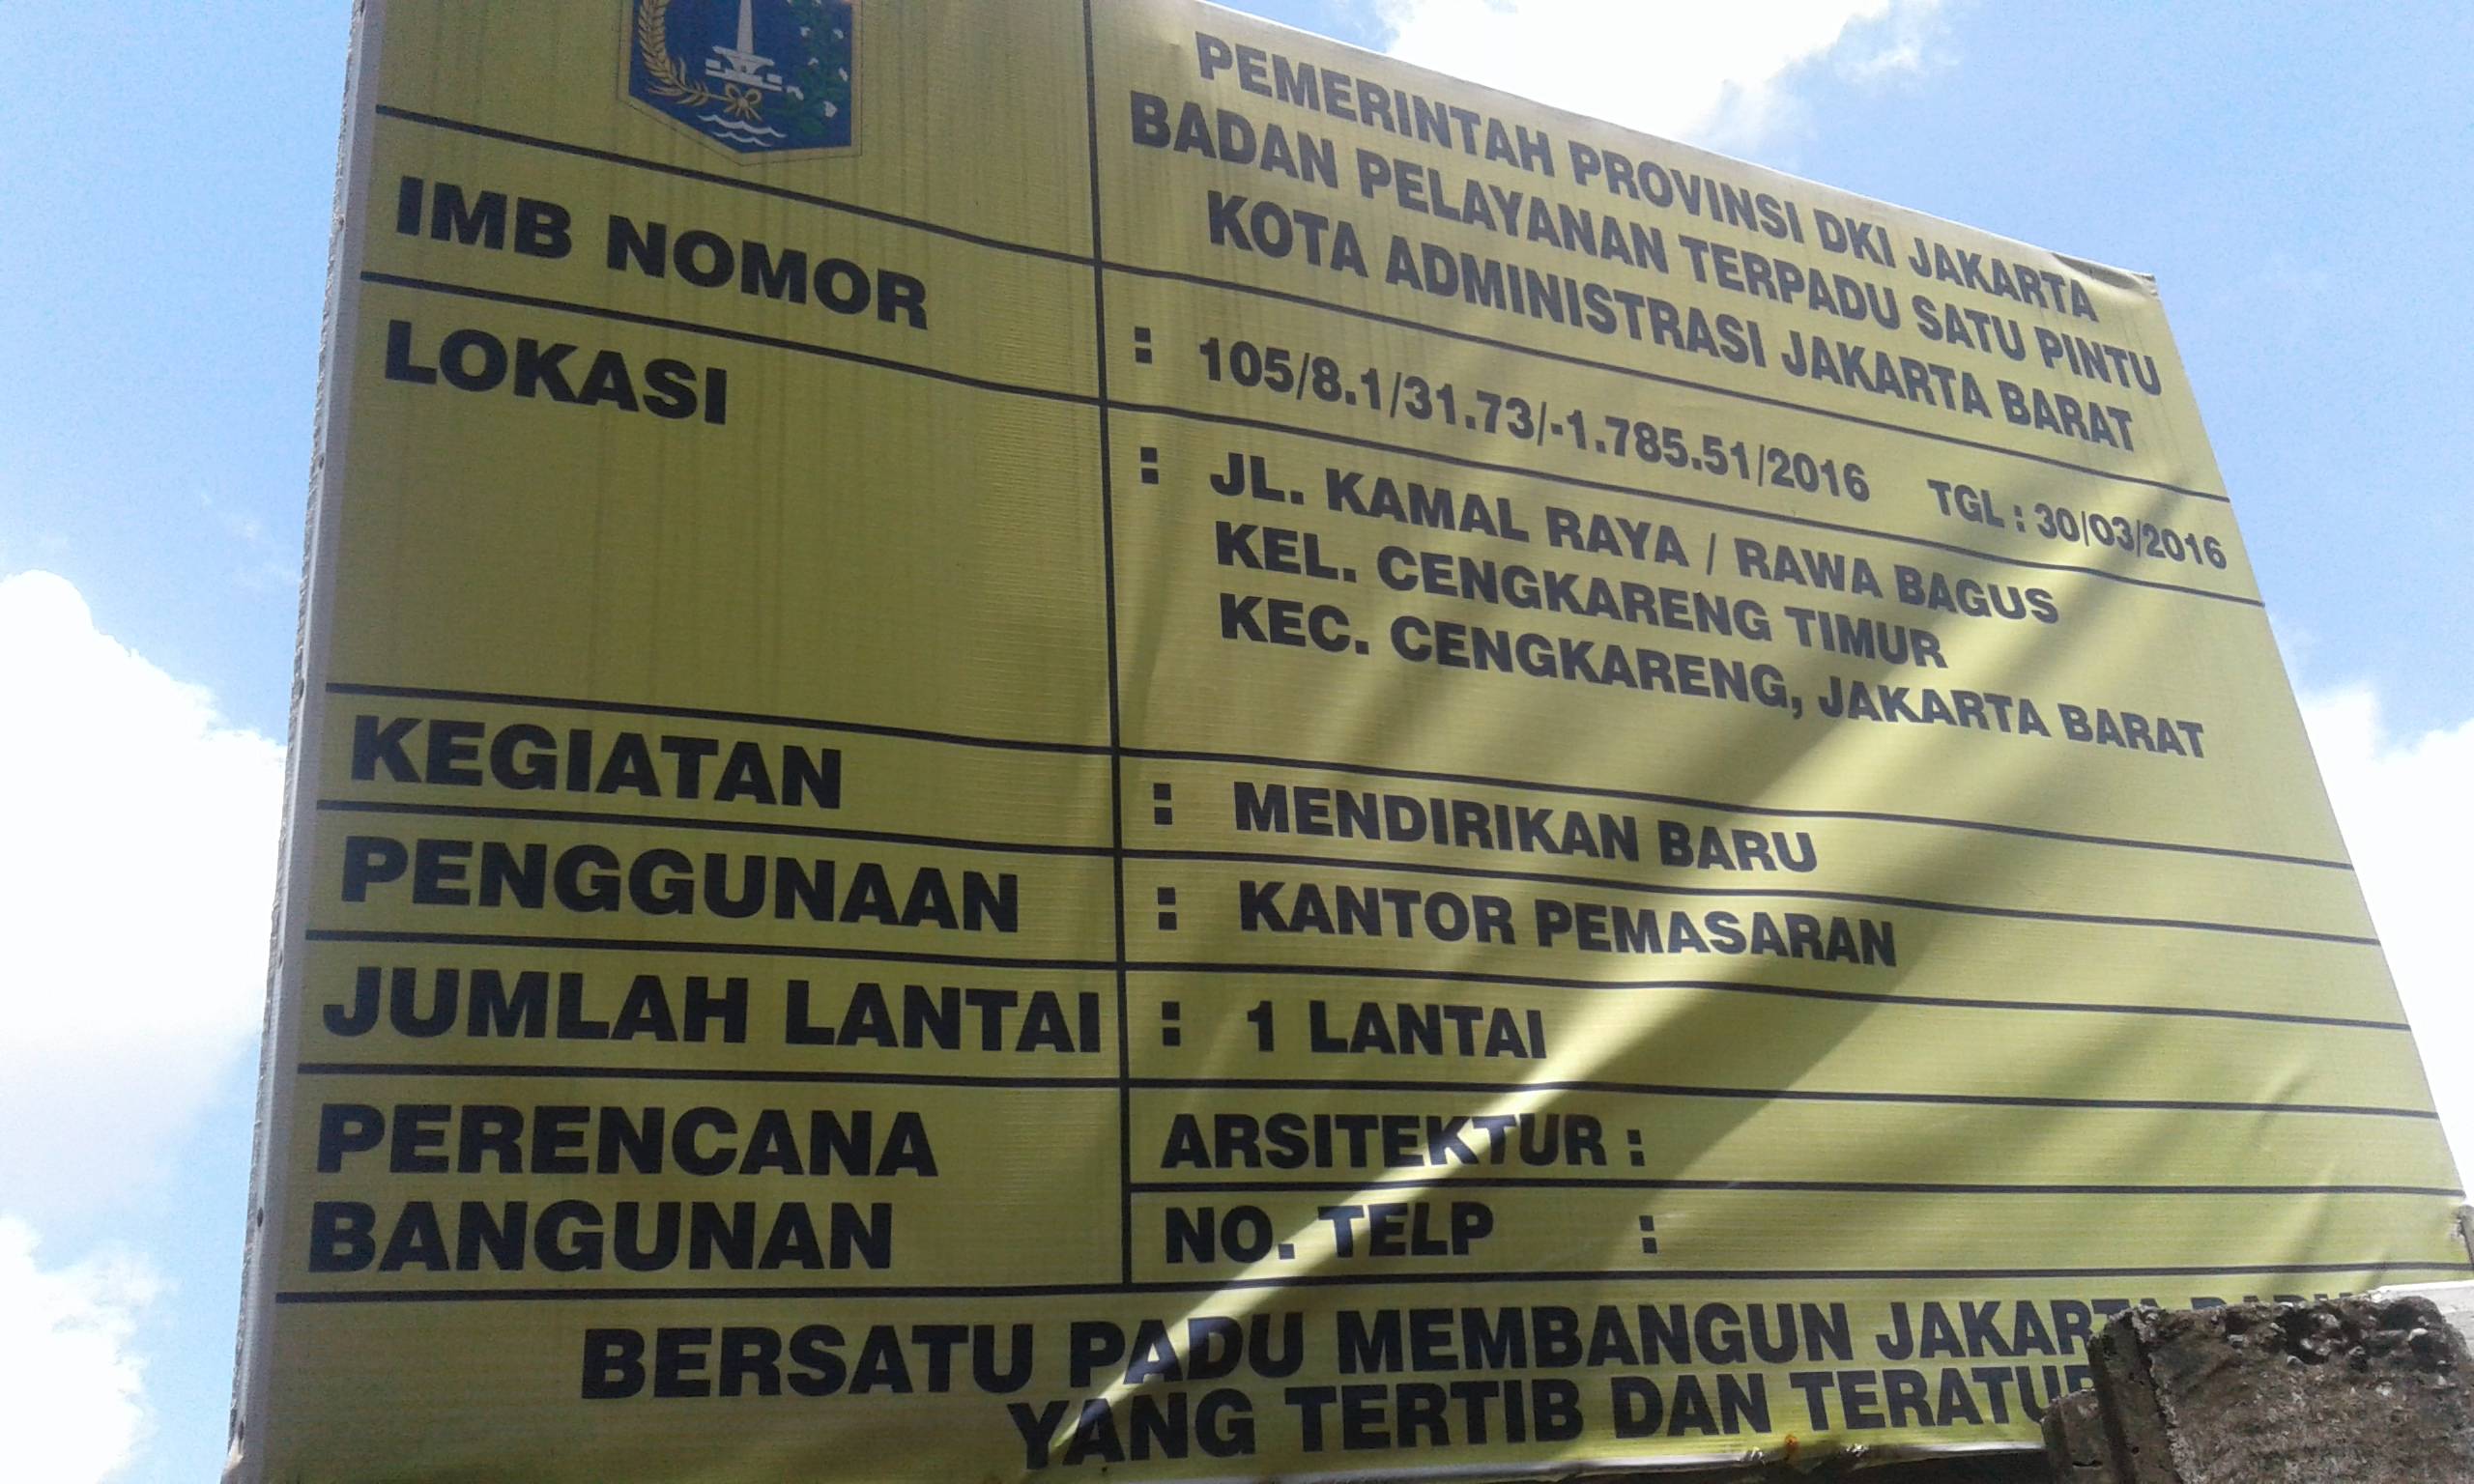 PEMERINTAH PROVINSI DKI JAKARTA
BADAN PELAYANAN TERPADU SATU PINTU
KOTA ADMINISTRASI JAKARTA BARAT
IMB NOMOR : 105/8.1/31.73/-1.785.51/2016 TGL : 30/03/2016
LOKASI : JL. KAMAL RAYA / RAWA BAGUS
KEL. CENGKARENG TIMUR
KEC. CENGKARENG, JAKARTA BARAT
KEGIATAN : MENDIRIKAN BARU
PENGGUNAAN : KANTOR PEMASARAN
JUMLAH LANTAI : 1 LANTAI
PERENCANA BANGUNAN
ARSITEKTUR :
NO. TELP :
BERSATU PADU MEMBANGUN JAKARTA
YANG TERTIB DAN TERATUR